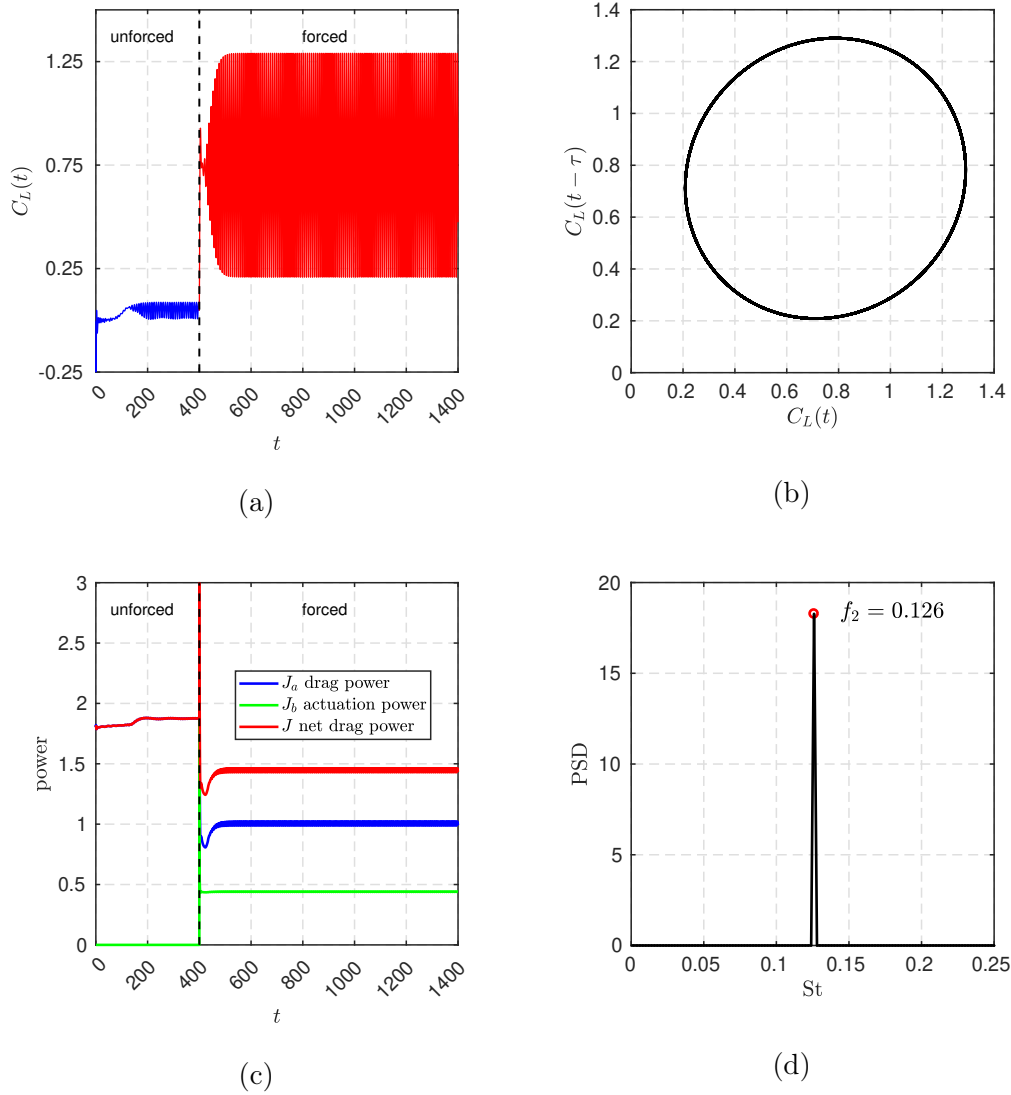 unforced
forced
1.25
0.75
0.25
-0.25
C_L(t)
0
200
400
600
800
1000
1200
1400
t
(a)
1.4
1.2
1
0.8
0.6
0.4
0.2
0
C_L(t − τ)
0
0.2
0.4
0.6
0.8
1
1.2
1.4
C_L(t)
(b)
unforced
forced
3
2.5
2
1.5
1
0.5
0
power
J_a drag power
J_b actuation power
J net drag power
0
200
400
600
800
1000
1200
1400
t
(c)
20
15
10
5
0
PSD
f_2 = 0.126
0
0.05
0.1
0.15
0.2
0.25
St
(d)